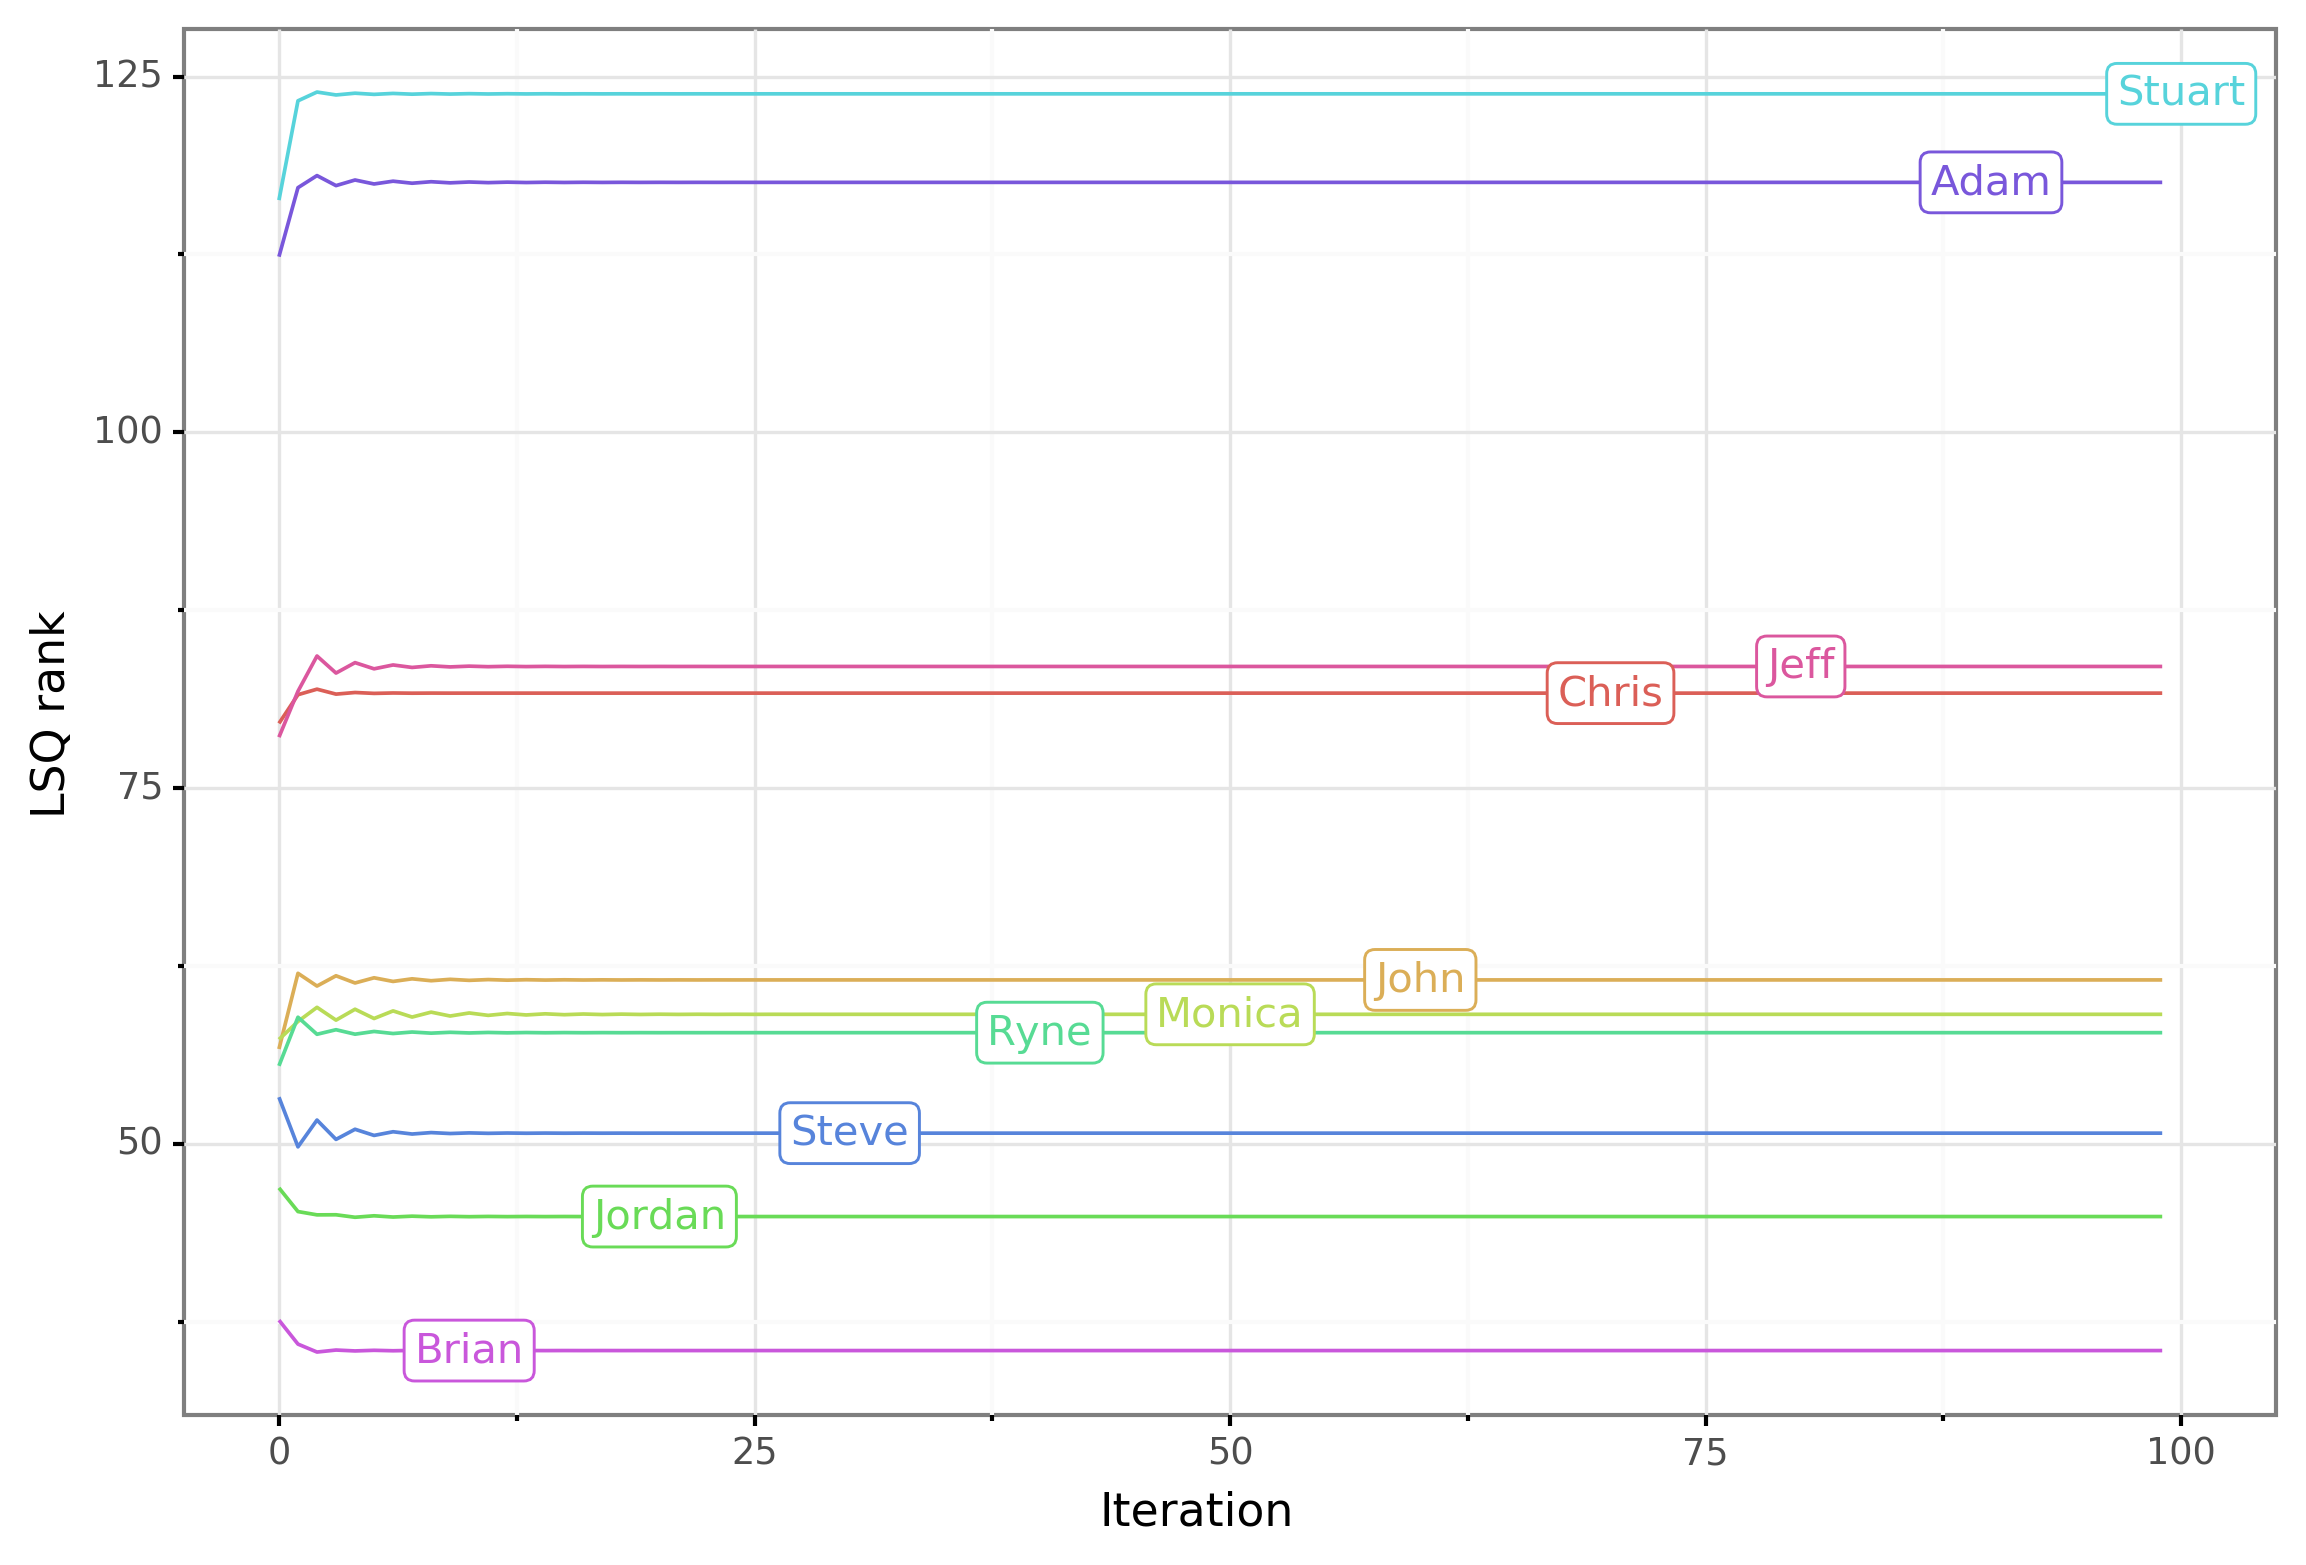 125
Stuart
Adam
100
Jeff
Chris
75
John
Monica
Ryne
Steve
50
Jordan
Brian
LSQ rank
0 25 50 75 100
Iteration